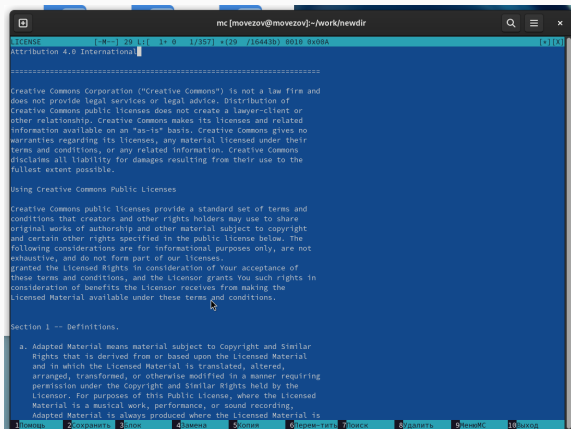 mc [movezov@movezov]:~/work/newdir
LICENSE [-M--] 29 L:[ 1+ 0 1/357] *(29 /16443b) 0010 0x00A [*][X]
Attribution 4.0 International
=======================================================================
Creative Commons Corporation ("Creative Commons") is not a law firm and
does not provide legal services or legal advice. Distribution of
Creative Commons public licenses does not create a lawyer-client or
other relationship. Creative Commons makes its licenses and related
information available on an "as-is" basis. Creative Commons gives no
warranties regarding its licenses, any material licensed under their
terms and conditions, or any related information. Creative Commons
disclaims all liability for damages resulting from their use to the
fullest extent possible.
Using Creative Commons Public Licenses
Creative Commons public licenses provide a standard set of terms and
conditions that creators and other rights holders may use to share
original works of authorship and other material subject to copyright
and certain other rights specified in the public license below. The
following considerations are for informational purposes only, are not
exhaustive, and do not form part of our licenses.
granted the Licensed Rights in consideration of Your acceptance of
these terms and conditions, and the Licensor grants You such rights in
consideration of benefits the Licensor receives from making the
Licensed Material available under these terms and conditions.
Section 1 -- Definitions.
a. Adapted Material means material subject to Copyright and Similar
Rights that is derived from or based upon the Licensed Material
and in which the Licensed Material is translated, altered,
arranged, transformed, or otherwise modified in a manner requiring
permission under the Copyright and Similar Rights held by the
Licensor. For purposes of this Public License, where the Licensed
Material is a musical work, performance, or sound recording,
Adapted Material is always produced where the Licensed Material is
1Помощь 2Сохранить 3Блок 4Замена 5Копия 6Перем~тить 7Поиск 8Удалить 9МенюMC 10Выход